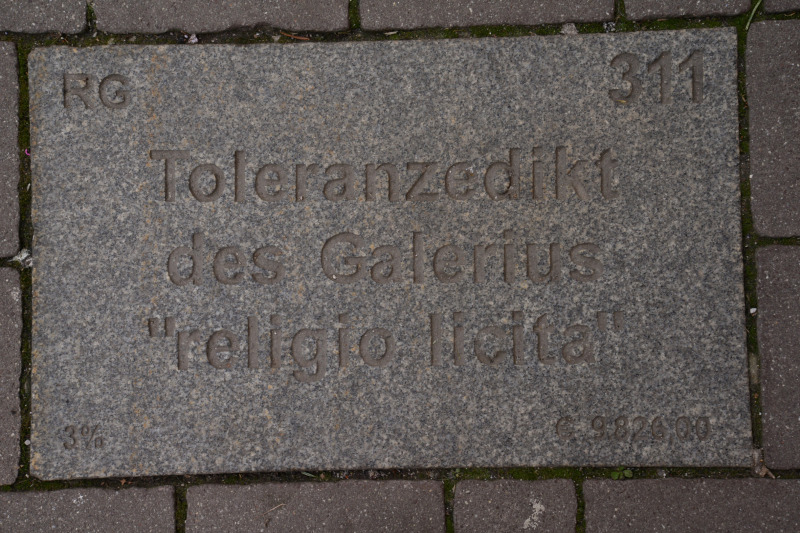 RG 311
Toleranzedikt
des Galerius
"religio licita"
3%